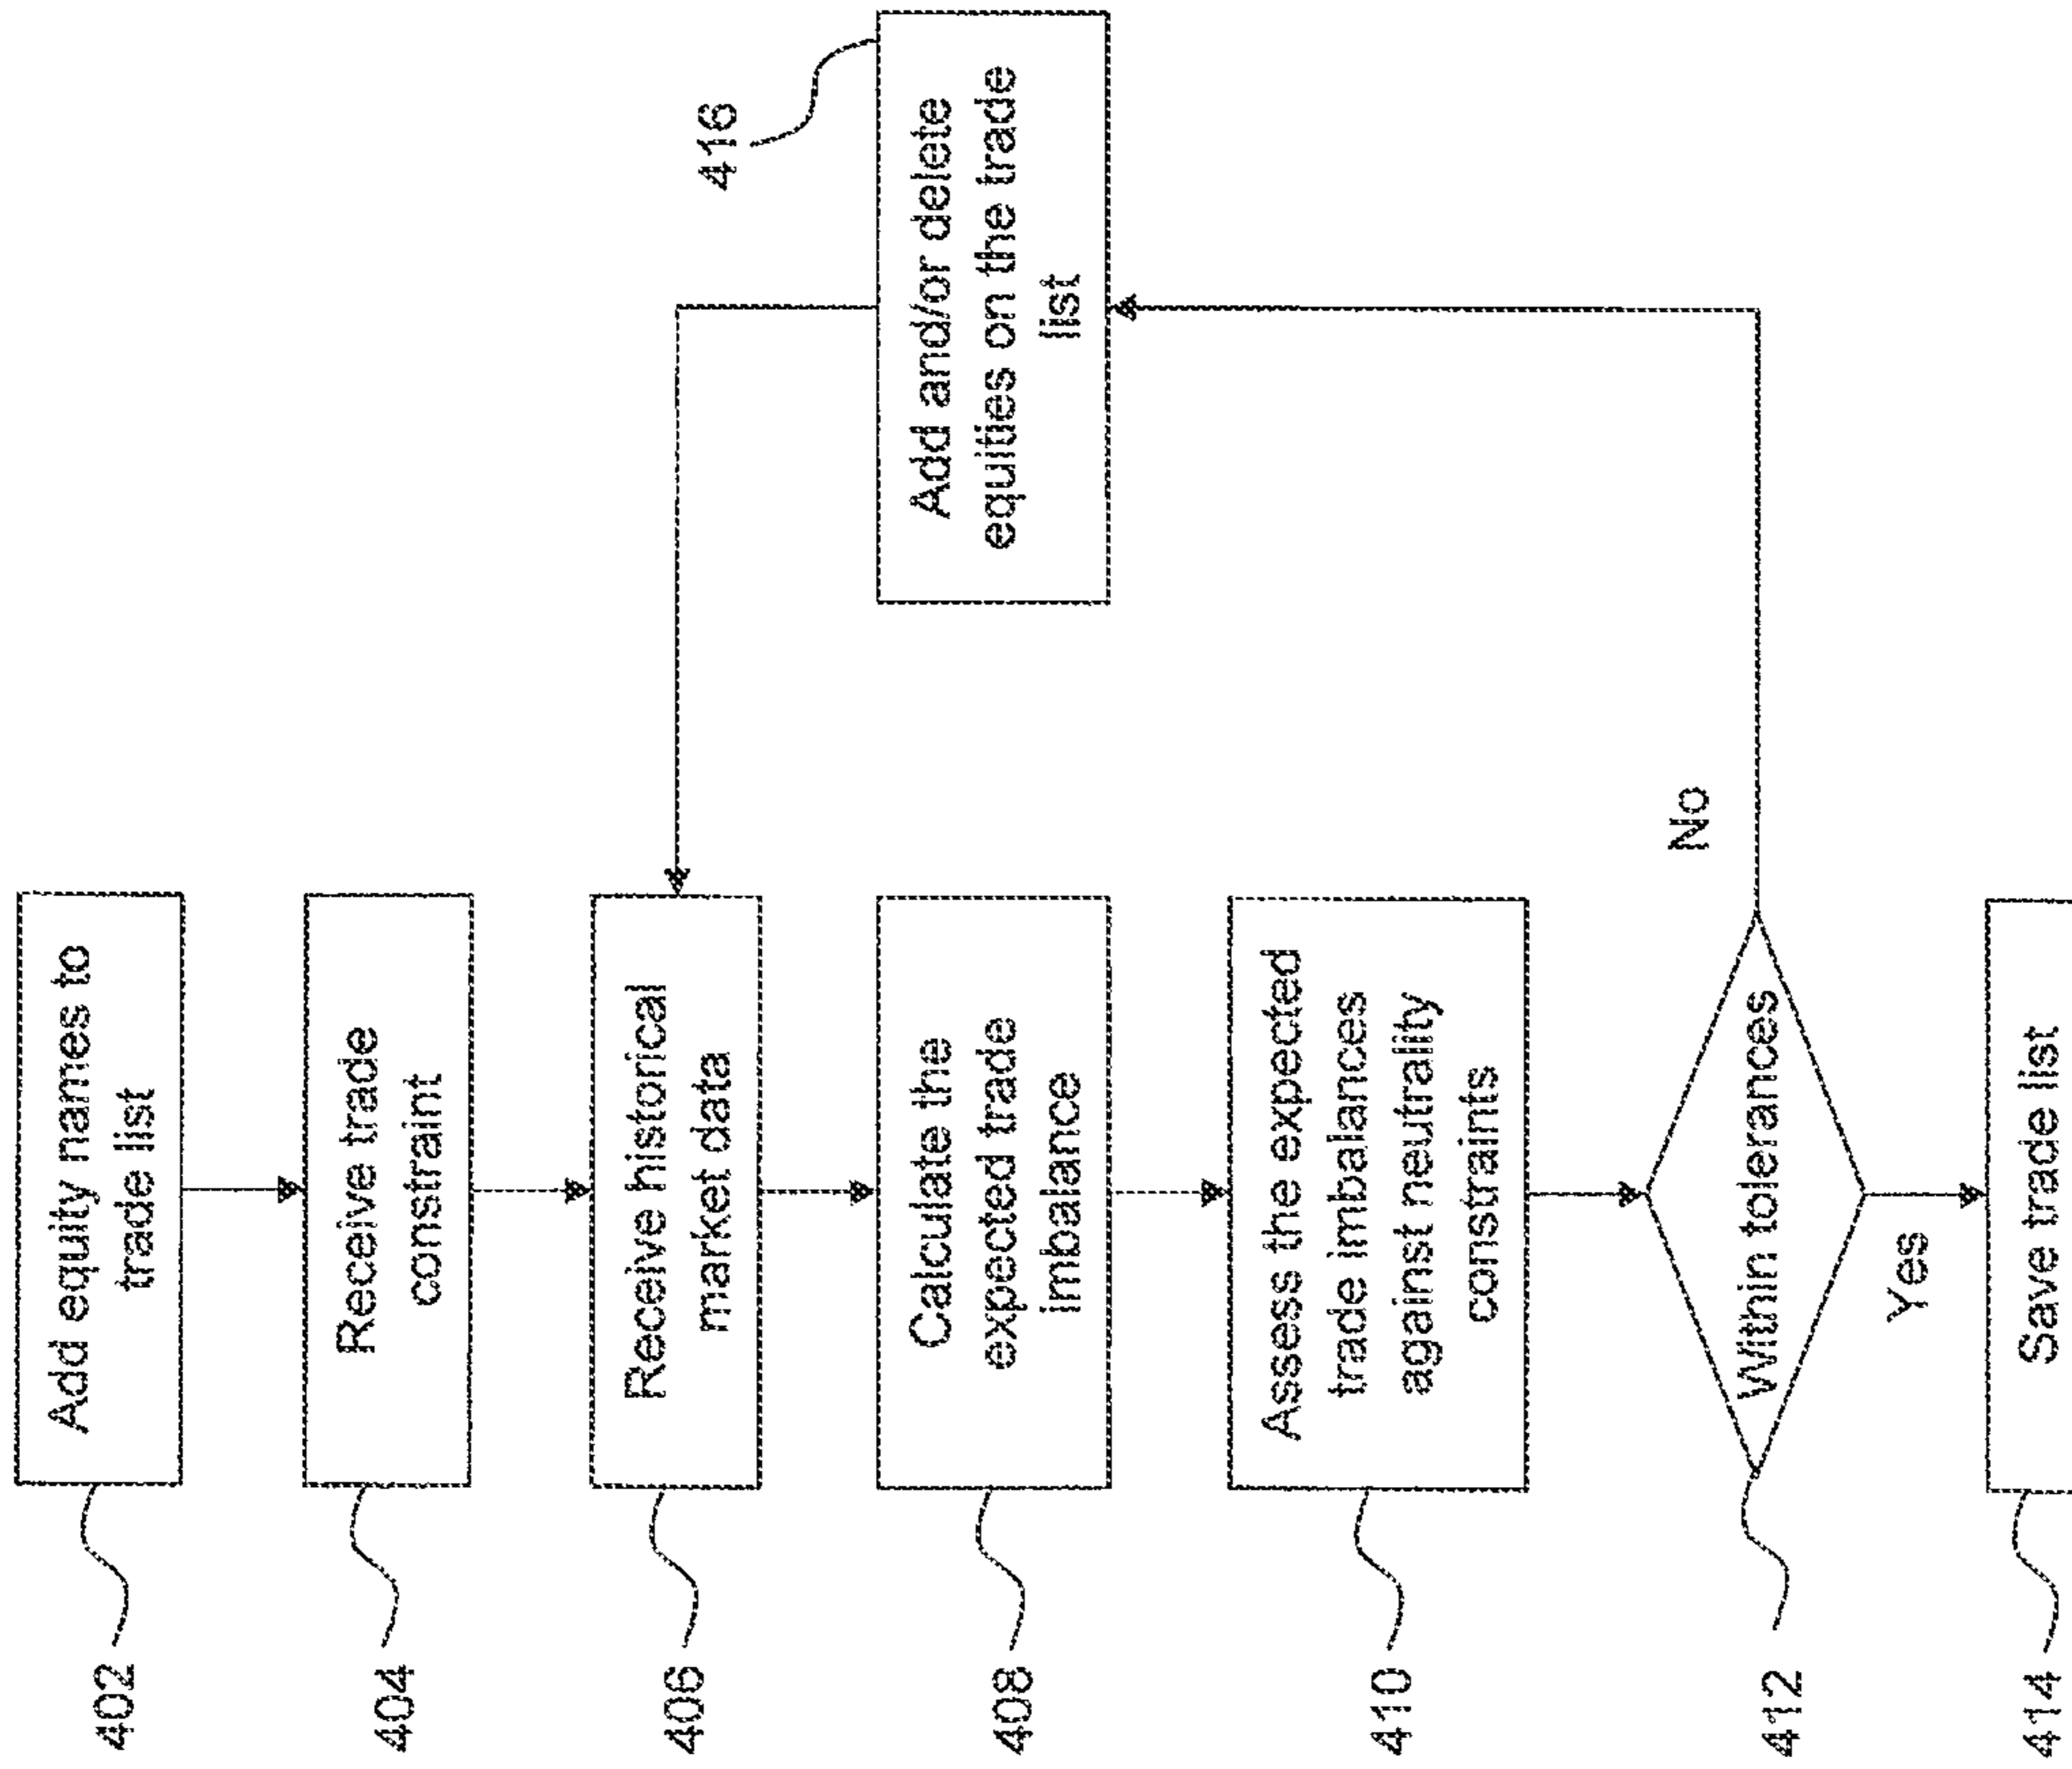 402
Add equity names to
trade list
404
Receive trade
constraint
406
Receive historical
market data
408
Calculate the
expected trade
imbalance
416
Add and/or delete
equities on the trade
list
410
Assess the expected
trade imbalances
against neutrality
constraints
412
Within tolerances
No
Yes
414
Save trade list